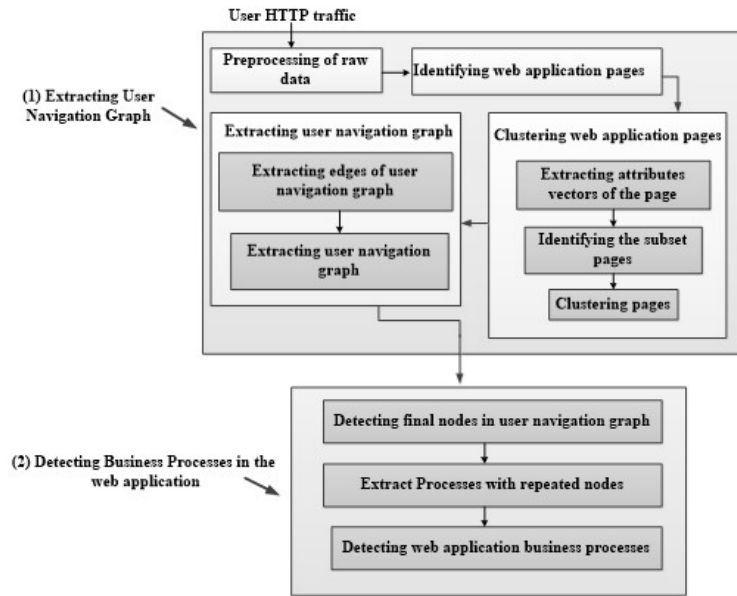 User HTTP traffic
Preprocessing of raw
data
Identifying web application pages
(1) Extracting User
Navigation Graph
Extracting user navigation graph
Extracting edges of user
navigation graph
Extracting user navigation
graph
Clustering web application pages
Extracting attributes
vectors of the page
Identifying the subset
pages
Clustering pages
(2) Detecting Business Processes in the
web application
Detecting final nodes in user navigation graph
Extract Processes with repeated nodes
Detecting web application business processes